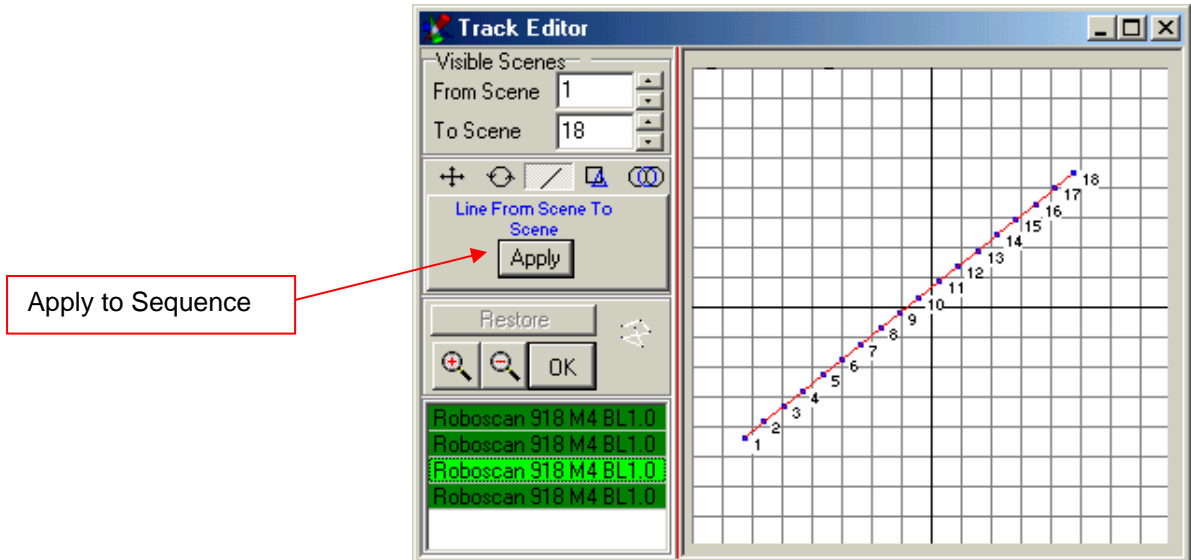 Track Editor
Visible Scenes
From Scene 1
To Scene 18
Line From Scene To
Scene
Apply
Apply to Sequence
Restore
OK
Roboscan 918 M4 BL1.0
Roboscan 918 M4 BL1.0
Roboscan 918 M4 BL1.0
Roboscan 918 M4 BL1.0
18
17
16
15
14
13
12
11
10
9
8
7
6
5
4
3
2
1